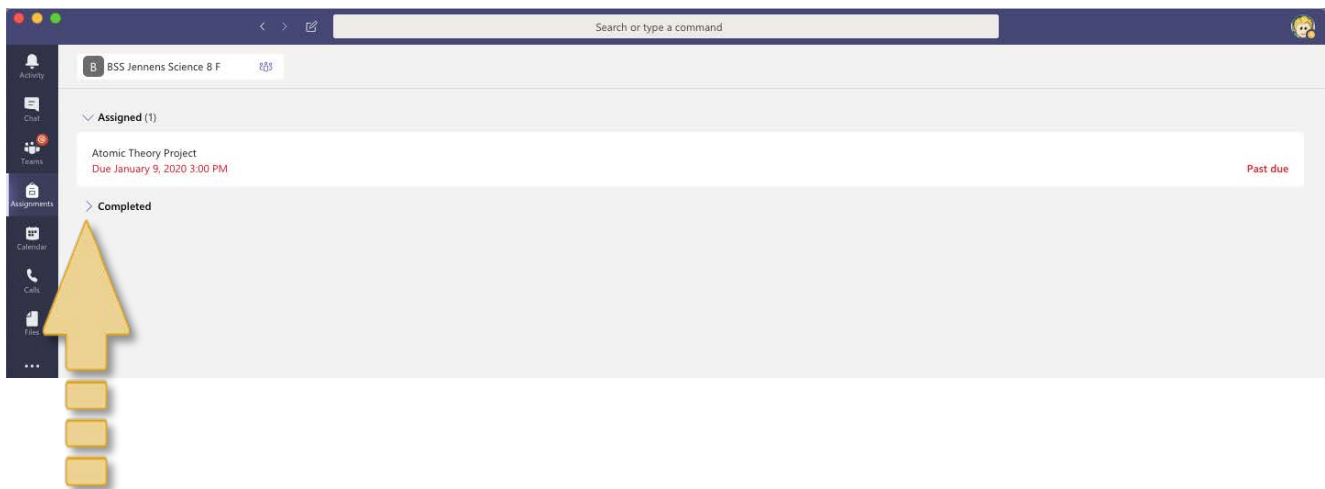 Search or type a command
Activity
Chat
Teams
Assignments
Calendar
Calls
Files
B BSS Jennens Science 8 F
Assigned (1)
Atomic Theory Project
Due January 9, 2020 3:00 PM
Past due
Completed